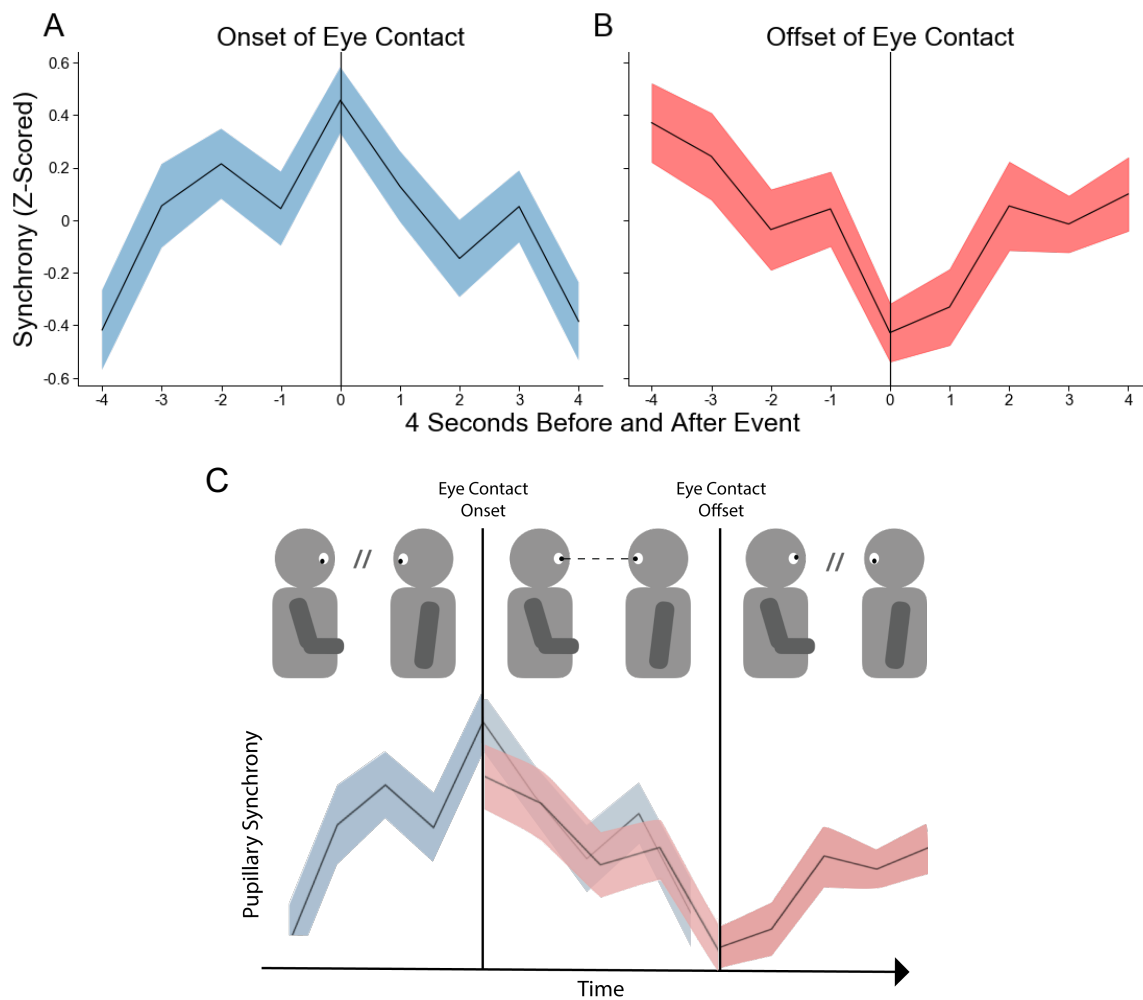 A
Onset of Eye Contact
B
Offset of Eye Contact
Synchrony (Z-Scored)
0.6
0.4
0.2
0
-0.2
-0.4
-0.6
-4 -3 -2 -1 0 1 2 3 4
-4 -3 -2 -1 0 1 2 3 4
4 Seconds Before and After Event
C
Eye Contact
Onset
Eye Contact
Offset
//
//
Pupillary Synchrony
Time